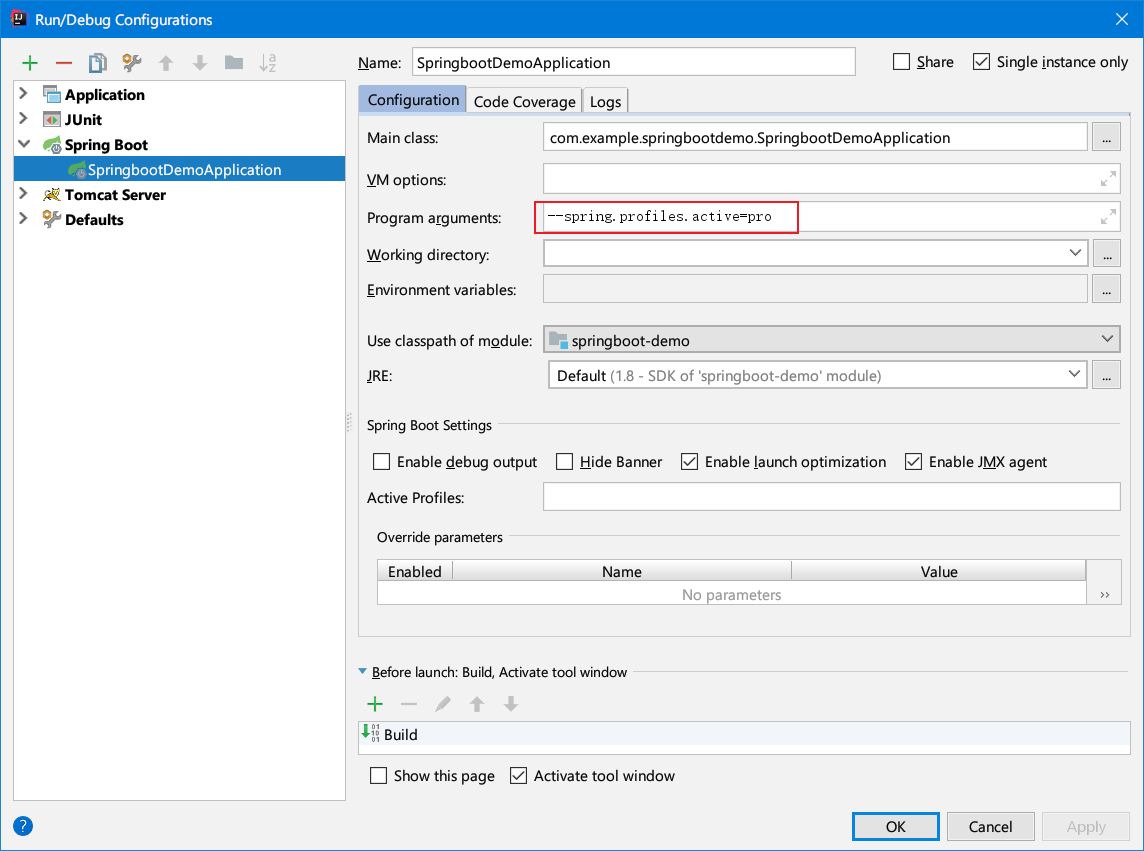 Run/Debug Configurations
Name: SpringbootDemoApplication Share Single instance only
Application
JUnit
Spring Boot
SpringbootDemoApplication
Tomcat Server
Defaults
Configuration Code Coverage Logs
Main class: com.example.springbootdemo.SpringbootDemoApplication ...
VM options:
Program arguments: --spring.profiles.active=pro
Working directory: ...
Environment variables: ...
Use classpath of module: springboot-demo
JRE: Default (1.8 - SDK of 'springboot-demo' module) ...
Spring Boot Settings
Enable debug output Hide Banner Enable launch optimization Enable JMX agent
Active Profiles:
Override parameters
Enabled Name Value
No parameters »
Before launch: Build, Activate tool window
Build
Show this page Activate tool window
? OK Cancel Apply